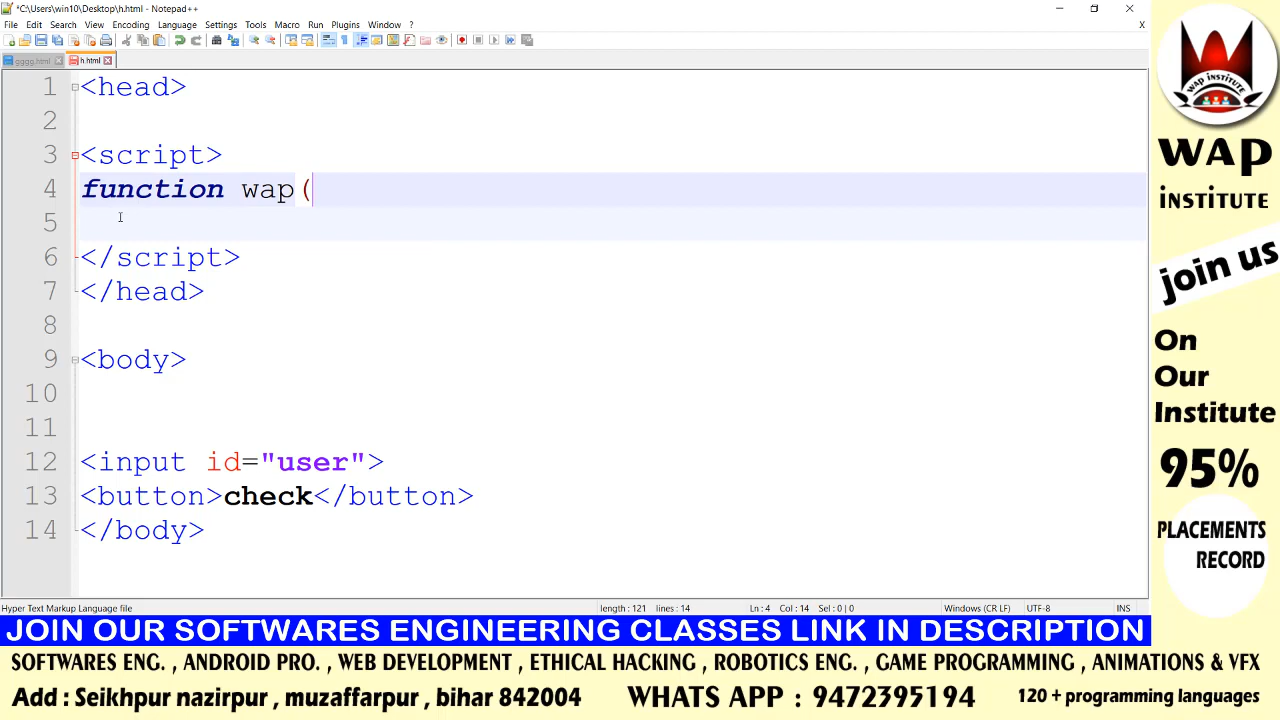 *C:\Users\win10\Desktop\h.html - Notepad++
File Edit Search View Encoding Language Settings Tools Macro Run Plugins Window ?
X
gggg.html h.html
1 <head>
2
3 <script>
4 function wap(
5
6 </script>
7 </head>
8
9 <body>
10
11
12 <input id="user">
13 <button>check</button>
14 </body>
Hyper Text Markup Language file length : 121 lines : 14 Ln : 4 Col : 14 Sel : 0 | 0 Windows (CR LF) UTF-8 INS
WAP INSTITUTE
WAP
INSTITUTE
join us
On
Our
Institute
95%
PLACEMENTS
RECORD
JOIN OUR SOFTWARES ENGINEERING CLASSES LINK IN DESCRIPTION
SOFTWARES ENG. , ANDROID PRO. , WEB DEVELOPMENT , ETHICAL HACKING , ROBOTICS ENG. , GAME PROGRAMMING , ANIMATIONS & VFX
Add : Seikhpur nazirpur , muzaffarpur , bihar 842004 WHATS APP : 9472395194 120 + programming languages